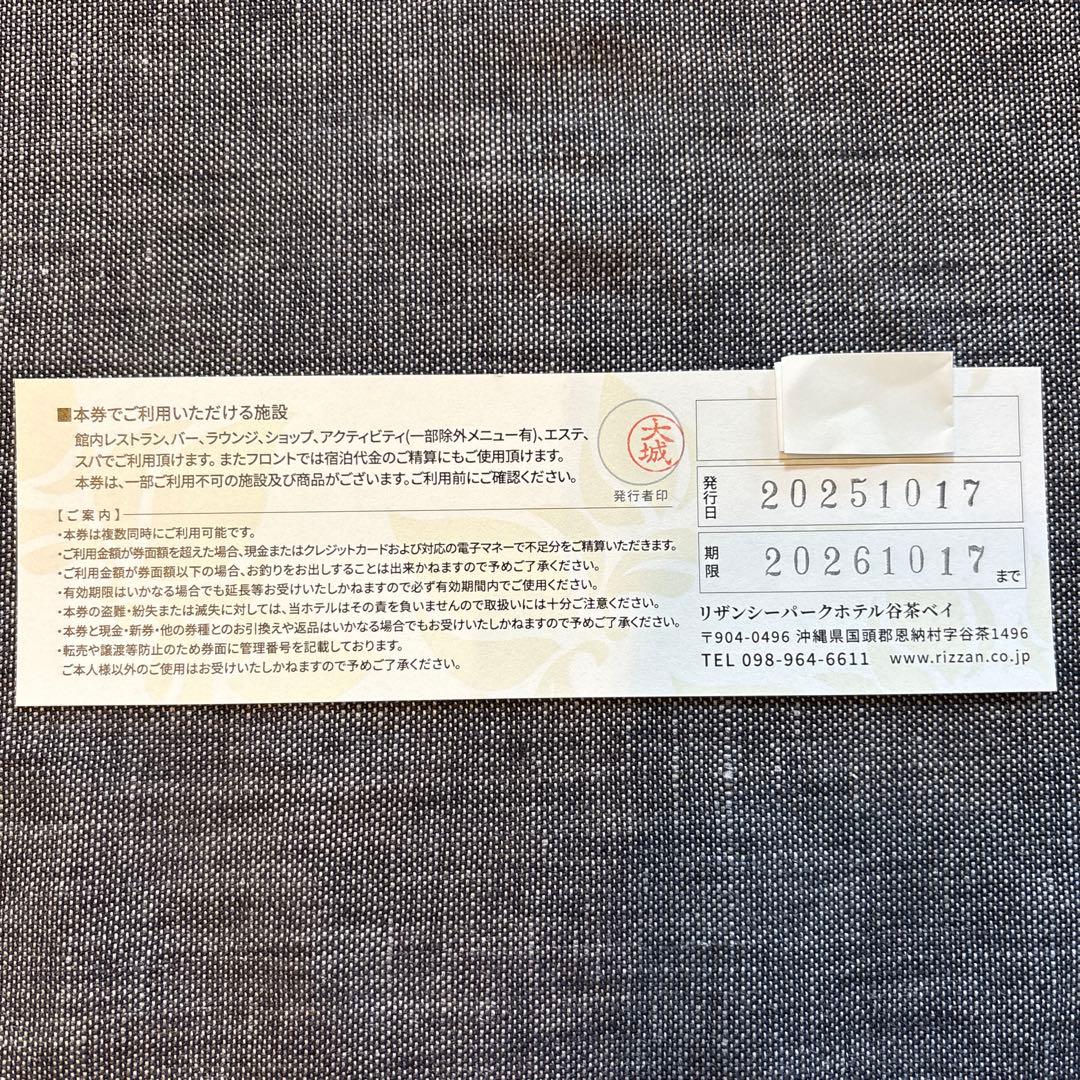 ■本券でご利用いただける施設
館内レストラン、バー、ラウンジ、ショップ、アクティビティ(一部除外メニュー有)、エステ、
スパでご利用頂けます。またフロントでは宿泊代金のご精算にもご使用頂けます。
本券は、一部ご利用不可の施設及び商品がございます。ご利用前にご確認ください。
大城
発行者印
【ご案内】
・本券は複数同時にご利用可能です。
・ご利用金額が券面額を超えた場合、現金またはクレジットカードおよび対応の電子マネーで不足分をご精算いただきます。
・ご利用金額が券面額以下の場合、お釣りをお出しすることは出来かねますので予めご了承ください。
・有効期限はいかなる場合でも延長等お受けいたしかねますので必ず有効期間内でご使用ください。
・本券の盗難・紛失または滅失に対しては、当ホテルはその責を負いませんので取扱いには十分ご注意ください。
・本券と現金・新券・他の券種とのお引換えや返品はいかなる場合でもお受けいたしかねますので予めご了承ください。
・転売や譲渡等防止のため券面に管理番号を記載しております。
ご本人様以外のご使用はお受けいたしかねますので予めご了承ください。
発行日 20251017
期限 20261017 まで
リザンシーパークホテル谷茶ベイ
〒904-0496 沖縄県国頭郡恩納村字谷茶1496
TEL 098-964-6611 www.rizzan.co.jp